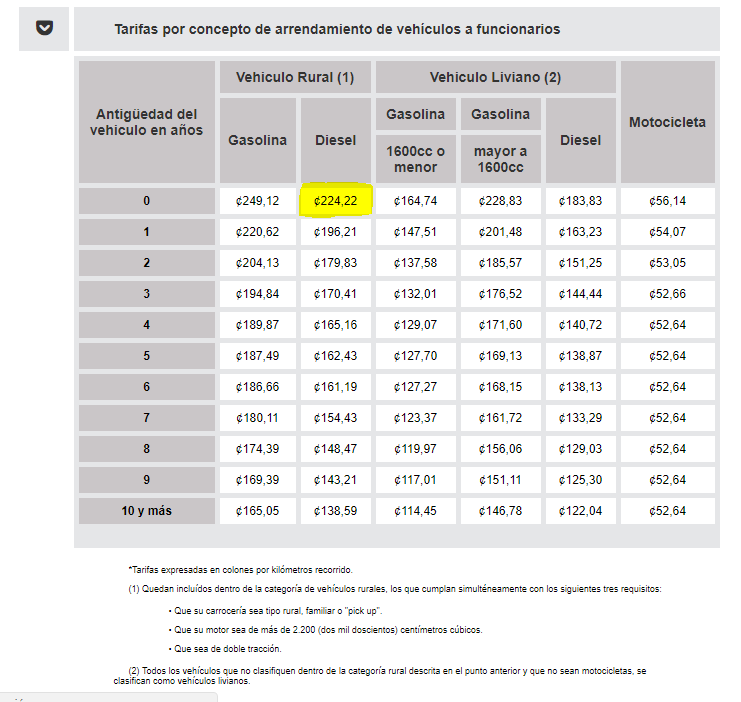 Tarifas por concepto de arrendamiento de vehículos a funcionarios
Antigüedad del vehiculo en años
Vehiculo Rural (1)
Vehiculo Liviano (2)
Motocicleta
Gasolina
Diesel
Gasolina
Gasolina
Diesel
1600cc o menor
mayor a 1600cc
0 ¢249,12 ¢224,22 ¢164,74 ¢228,83 ¢183,83 ¢56,14
1 ¢220,62 ¢196,21 ¢147,51 ¢201,48 ¢163,23 ¢54,07
2 ¢204,13 ¢179,83 ¢137,58 ¢185,57 ¢151,25 ¢53,05
3 ¢194,84 ¢170,41 ¢132,01 ¢176,52 ¢144,44 ¢52,66
4 ¢189,87 ¢165,16 ¢129,07 ¢171,60 ¢140,72 ¢52,64
5 ¢187,49 ¢162,43 ¢127,70 ¢169,13 ¢138,87 ¢52,64
6 ¢186,66 ¢161,19 ¢127,27 ¢168,15 ¢138,13 ¢52,64
7 ¢180,11 ¢154,43 ¢123,37 ¢161,72 ¢133,29 ¢52,64
8 ¢174,39 ¢148,47 ¢119,97 ¢156,06 ¢129,03 ¢52,64
9 ¢169,39 ¢143,21 ¢117,01 ¢151,11 ¢125,30 ¢52,64
10 y más ¢165,05 ¢138,59 ¢114,45 ¢146,78 ¢122,04 ¢52,64
*Tarifas expresadas en colones por kilómetros recorrido.
(1) Quedan incluídos dentro de la categoría de vehículos rurales, los que cumplan simulténeamente con los siguientes tres requisitos:
• Que su carrocería sea tipo rural, familiar o "pick up".
• Que su motor sea de más de 2.200 (dos mil doscientos) centímetros cúbicos.
• Que sea de doble tracción.
(2) Todos los vehículos que no clasifiquen dentro de la categoría rural descrita en el punto anterior y que no sean motocicletas, se
clasifican como vehículos livianos.